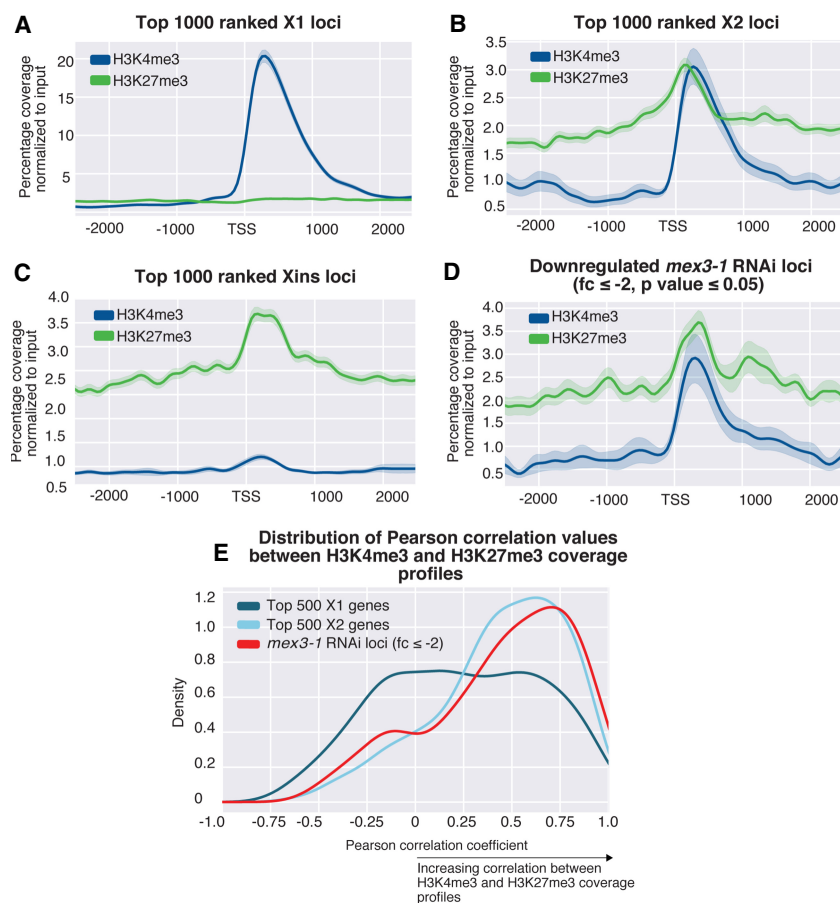 A
Top 1000 ranked X1 loci
Percentage coverage
normalized to input
20
15
10
5
H3K4me3
H3K27me3
-2000
-1000
TSS
1000
2000
B
Top 1000 ranked X2 loci
Percentage coverage
normalized to input
3.5
3.0
2.5
2.0
1.5
1.0
0.5
H3K4me3
H3K27me3
-2000
-1000
TSS
1000
2000
C
Top 1000 ranked Xins loci
Percentage coverage
normalized to input
4.0
3.5
3.0
2.5
2.0
1.5
1.0
0.5
H3K4me3
H3K27me3
-2000
-1000
TSS
1000
2000
D
Downregulated mex3-1 RNAi loci
(fc ≤ -2, p value ≤ 0.05)
Percentage coverage
normalized to input
4.0
3.5
3.0
2.5
2.0
1.5
1.0
0.5
H3K4me3
H3K27me3
-2000
-1000
TSS
1000
2000
E
Distribution of Pearson correlation values
between H3K4me3 and H3K27me3 coverage
profiles
Density
1.2
1.0
0.8
0.6
0.4
0.2
0
Top 500 X1 genes
Top 500 X2 genes
mex3-1 RNAi loci (fc ≤ -2)
-1.0
-0.75
-0.5
-0.25
0
0.25
0.5
0.75
1.0
Pearson correlation coefficient
Increasing correlation between
H3K4me3 and H3K27me3 coverage
profiles